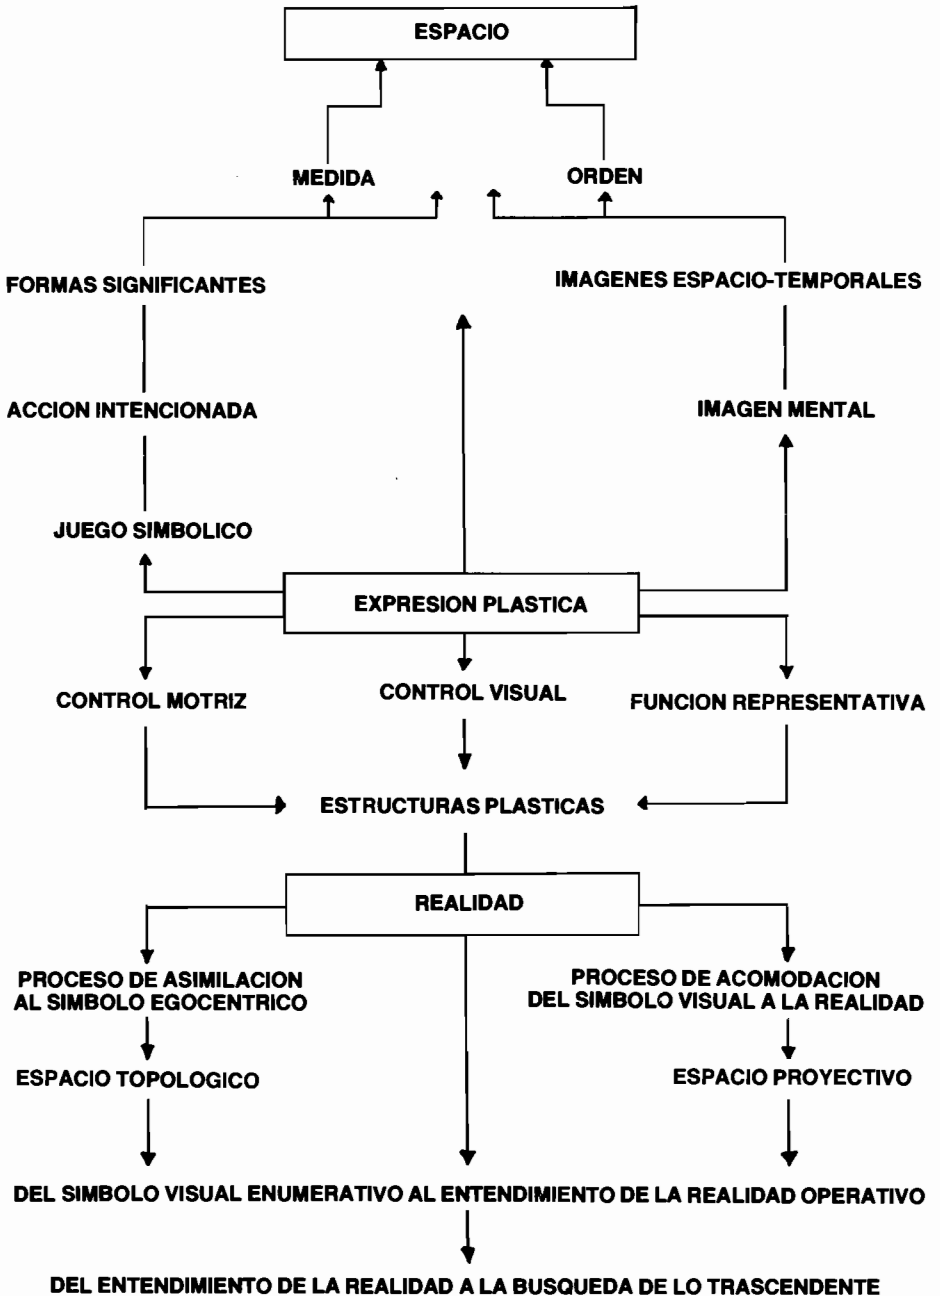 ESPACIO
MEDIDA
ORDEN
FORMAS SIGNIFICANTES
IMAGENES ESPACIO-TEMPORALES
ACCION INTENCIONADA
IMAGEN MENTAL
JUEGO SIMBOLICO
EXPRESION PLASTICA
CONTROL MOTRIZ
CONTROL VISUAL
FUNCION REPRESENTATIVA
ESTRUCTURAS PLASTICAS
REALIDAD
PROCESO DE ASIMILACION
AL SIMBOLO EGOCENTRICO
PROCESO DE ACOMODACION
DEL SIMBOLO VISUAL A LA REALIDAD
ESPACIO TOPOLOGICO
ESPACIO PROYECTIVO
DEL SIMBOLO VISUAL ENUMERATIVO AL ENTENDIMIENTO DE LA REALIDAD OPERATIVO
DEL ENTENDIMIENTO DE LA REALIDAD A LA BUSQUEDA DE LO TRASCENDENTE